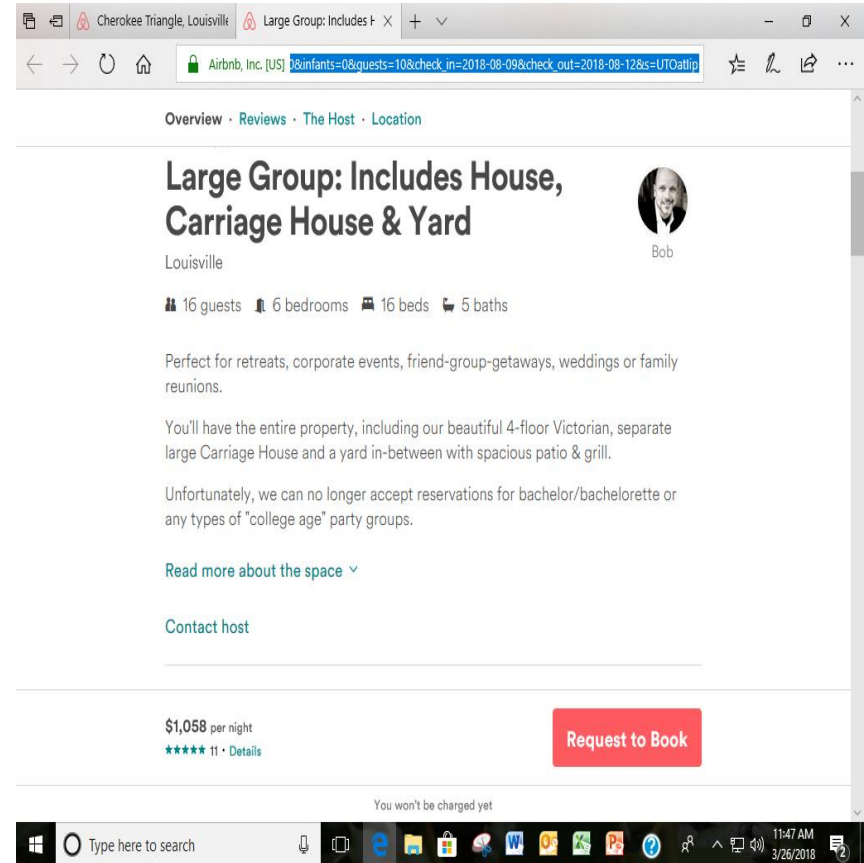 Cherokee Triangle, Louisville
Large Group: Includes H
Airbnb, Inc. [US] 0&infants=0&guests=10&check_in=2018-08-09&check_out=2018-08-12&s=UTOatlip
Overview · Reviews · The Host · Location
Large Group: Includes House,
Carriage House & Yard
Bob
Louisville
16 guests 6 bedrooms 16 beds 5 baths
Perfect for retreats, corporate events, friend-group-getaways, weddings or family
reunions.
You'll have the entire property, including our beautiful 4-floor Victorian, separate
large Carriage House and a yard in-between with spacious patio & grill.
Unfortunately, we can no longer accept reservations for bachelor/bachelorette or
any types of "college age" party groups.
Read more about the space
Contact host
$1,058 per night
★★★★★ 11 · Details
Request to Book
You won't be charged yet
Type here to search
11:47 AM
3/26/2018
2